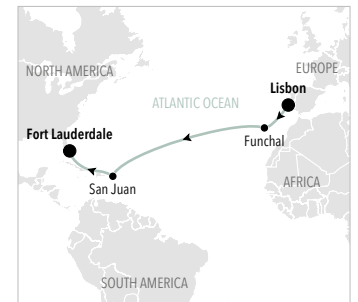 NORTH AMERICA
EUROPE
Lisbon
ATLANTIC OCEAN
Fort Lauderdale
Funchal
San Juan
AFRICA
SOUTH AMERICA